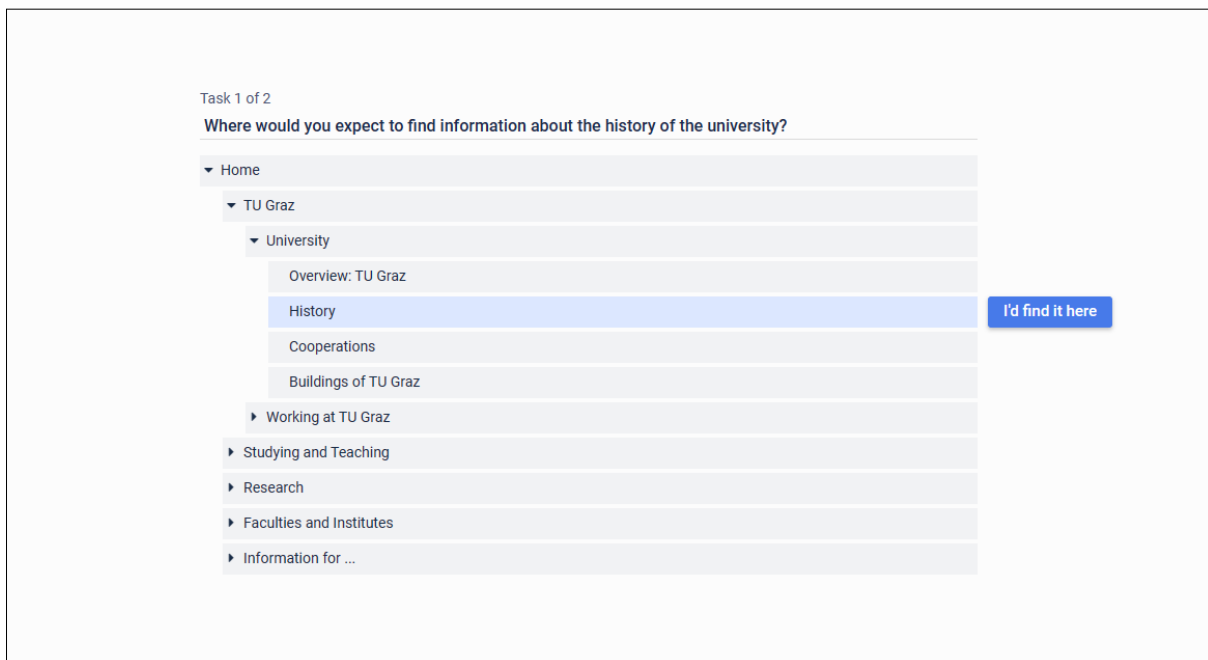 Task 1 of 2
Where would you expect to find information about the history of the university?
Home
TU Graz
University
Overview: TU Graz
History
I'd find it here
Cooperations
Buildings of TU Graz
Working at TU Graz
Studying and Teaching
Research
Faculties and Institutes
Information for ...